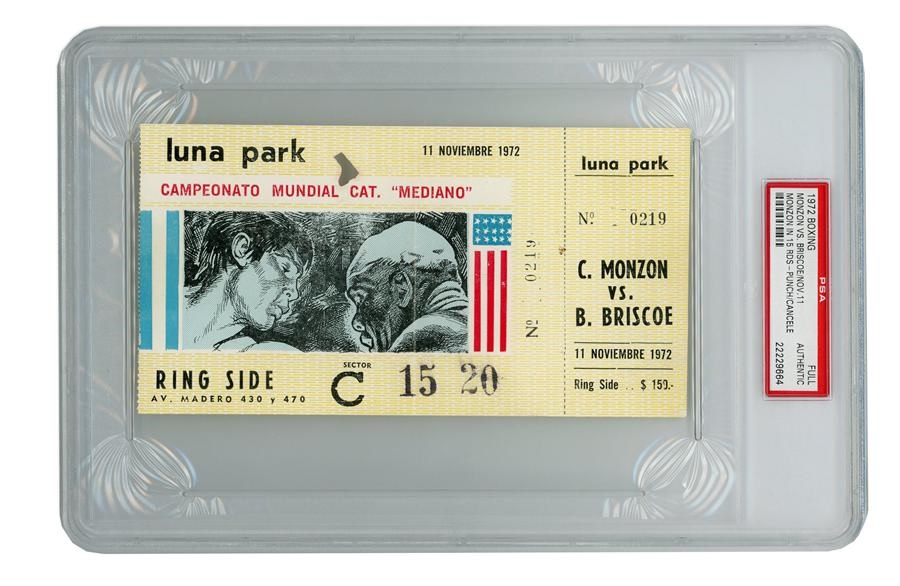 luna park
11 NOVIEMBRE 1972
CAMPEONATO MUNDIAL CAT. "MEDIANO"
Nº 0219
RING SIDE
AV. MADERO 430 y 470
SECTOR
C
15 20
luna park
Nº 0219
C. MONZON
VS.
B. BRISCOE
11 NOVIEMBRE 1972
Ring Side .. $ 150.-
PSA
1972 BOXING FULL
MONZON VS. BRISCOE/NOV.11 AUTHENTIC
MONZON IN 15 RDS - PUNCH/CANCELE
22229664